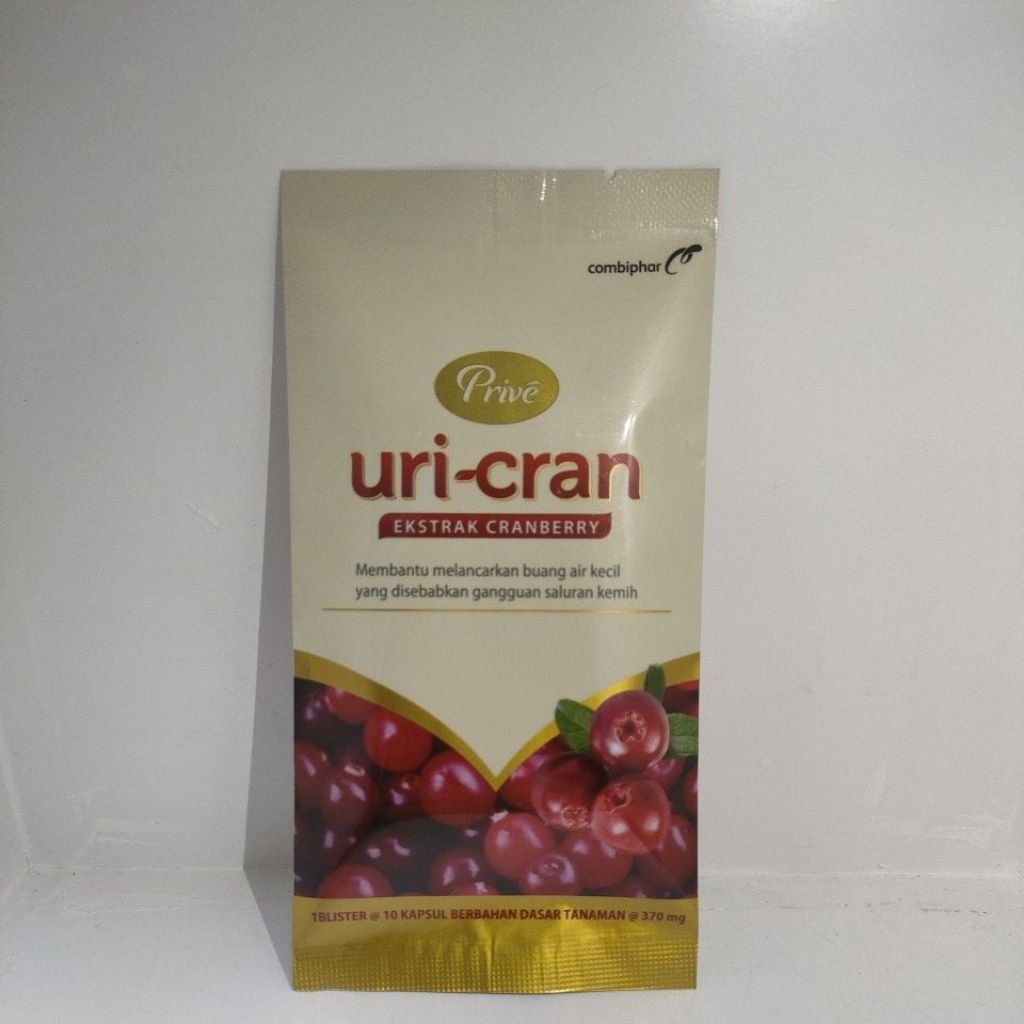 combiphar
Privé
uri-cran
EKSTRAK CRANBERRY
Membantu melancarkan buang air kecil
yang disebabkan gangguan saluran kemih
1BLISTER @ 10 KAPSUL BERBAHAN DASAR TANAMAN @ 370 mg